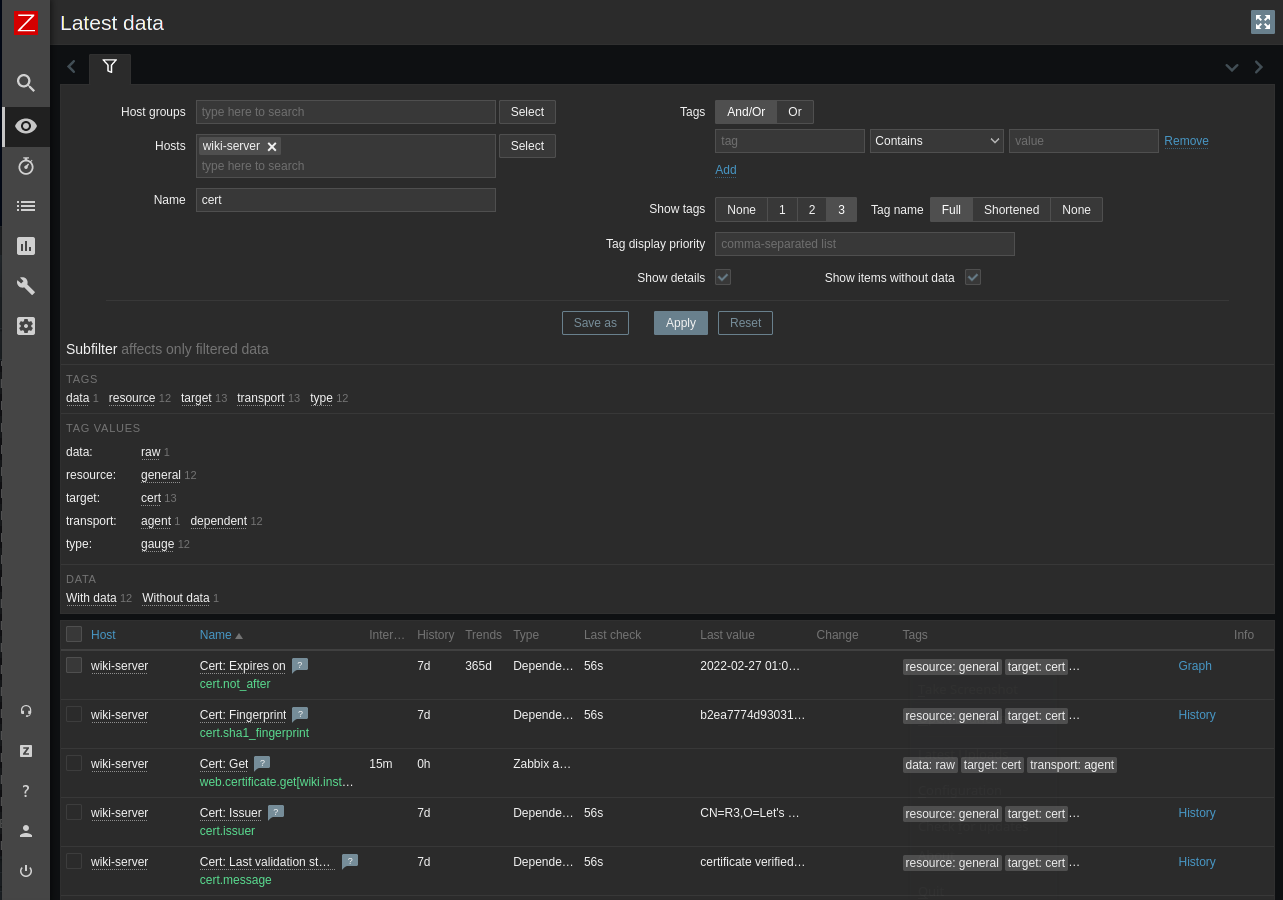 Z
Latest data
Host groups type here to search Select
Tags And/Or Or
Hosts wiki-server type here to search Select
tag Contains value Remove
Add
Name cert
Show tags None 1 2 3 Tag name Full Shortened None
Tag display priority comma-separated list
Show details Show items without data
Save as Apply Reset
Subfilter affects only filtered data
TAGS
data 1 resource 12 target 13 transport 13 type 12
TAG VALUES
data: raw 1
resource: general 12
target: cert 13
transport: agent 1 dependent 12
type: gauge 12
DATA
With data 12 Without data 1
Host Name Inter… History Trends Type Last check Last value Change Tags Info
wiki-server Cert: Expires on ? 7d 365d Depende… 56s 2022-02-27 01:0… resource: general target: cert … Graph
cert.not_after
wiki-server Cert: Fingerprint ? 7d Depende… 56s b2ea7774d93031… resource: general target: cert … History
cert.sha1_fingerprint
wiki-server Cert: Get ? 15m 0h Zabbix a… data: raw target: cert transport: agent
web.certificate.get[wiki.inst…
wiki-server Cert: Issuer ? 7d Depende… 56s CN=R3,O=Let's … resource: general target: cert … History
cert.issuer
wiki-server Cert: Last validation st… ? 7d Depende… 56s certificate verified… resource: general target: cert … History
cert.message
Z
?